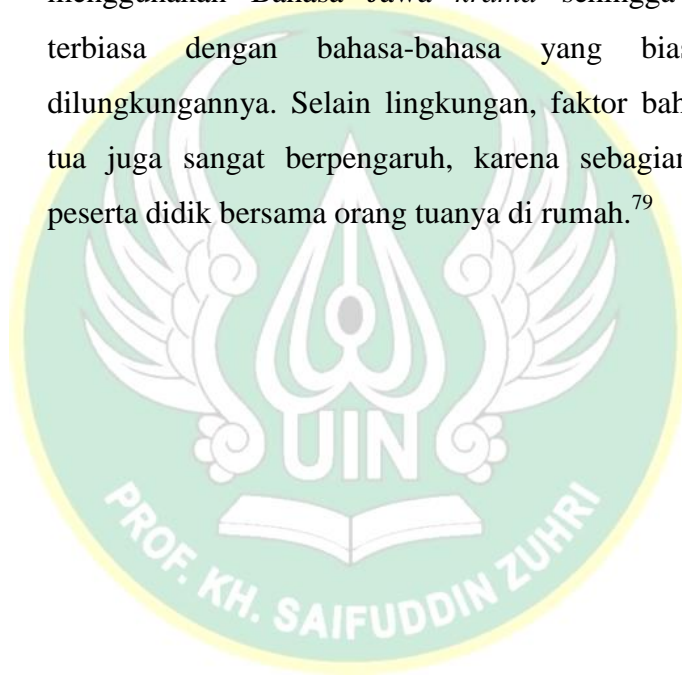 menggunakan Bahasa Jawa krama sehingga
terbiasa dengan bahasa-bahasa yang bias
dilungkungannya. Selain lingkungan, faktor bah
tua juga sangat berpengaruh, karena sebagian
peserta didik bersama orang tuanya di rumah.79
UIN
PROF. KH. SAIFUDDIN ZUHRI